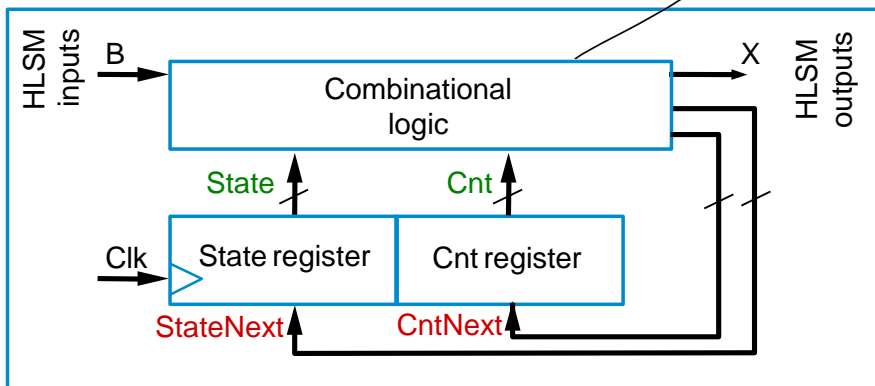 HLSM
inputs
B
Combinational
logic
X
HLSM
outputs
State
Cnt
Clk
State register
Cnt register
StateNext
CntNext